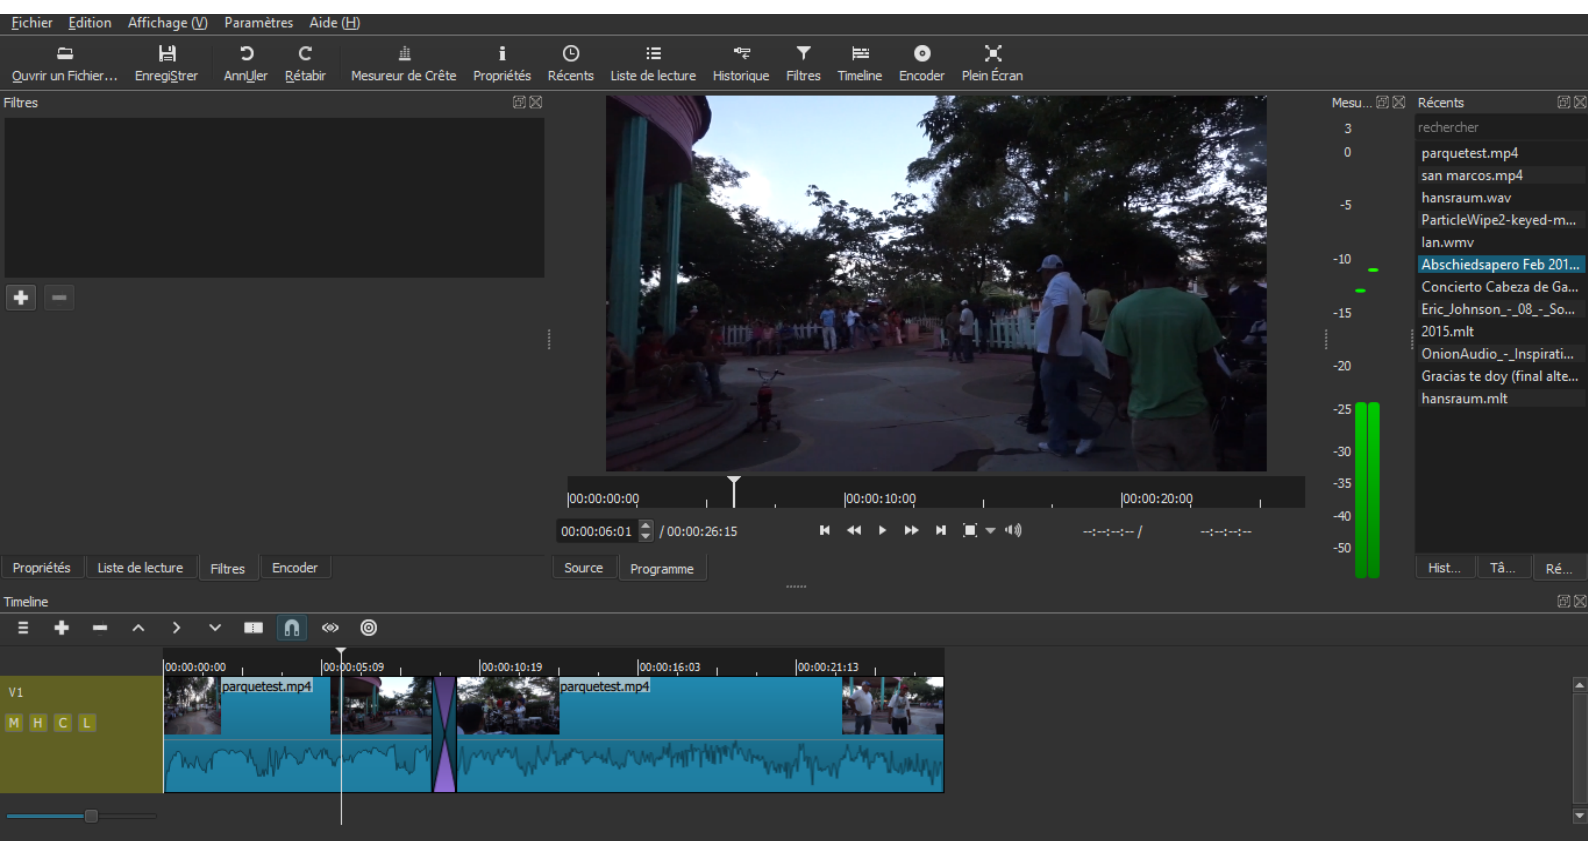 Fichier Edition Affichage (V) Paramètres Aide (H)
Ouvrir un Fichier... EnregiStrer AnnUler Rétabir Mesureur de Crête Propriétés Récents Liste de lecture Historique Filtres Timeline Encoder Plein Écran
Filtres
Mesu...
3
0
-5
-10
-15
-20
-25
-30
-35
-40
-50
Récents
rechercher
parquetest.mp4
san marcos.mp4
hansraum.wav
ParticleWipe2-keyed-m...
lan.wmv
Abschiedsapero Feb 201...
Concierto Cabeza de Ga...
Eric_Johnson_-_08_-_So...
2015.mlt
OnionAudio_-_Inspirati...
Gracias te doy (final alte...
hansraum.mlt
00:00:00:00 00:00:10:00 00:00:20:00
00:00:06:01 / 00:00:26:15 --:--:--:-- / --:--:--:--
Propriétés Liste de lecture Filtres Encoder
Source Programme
Hist... Tâ... Ré...
Timeline
00:00:00:00 00:00:05:09 00:00:10:19 00:00:16:03 00:00:21:13
V1
M H C L
parquetest.mp4 parquetest.mp4